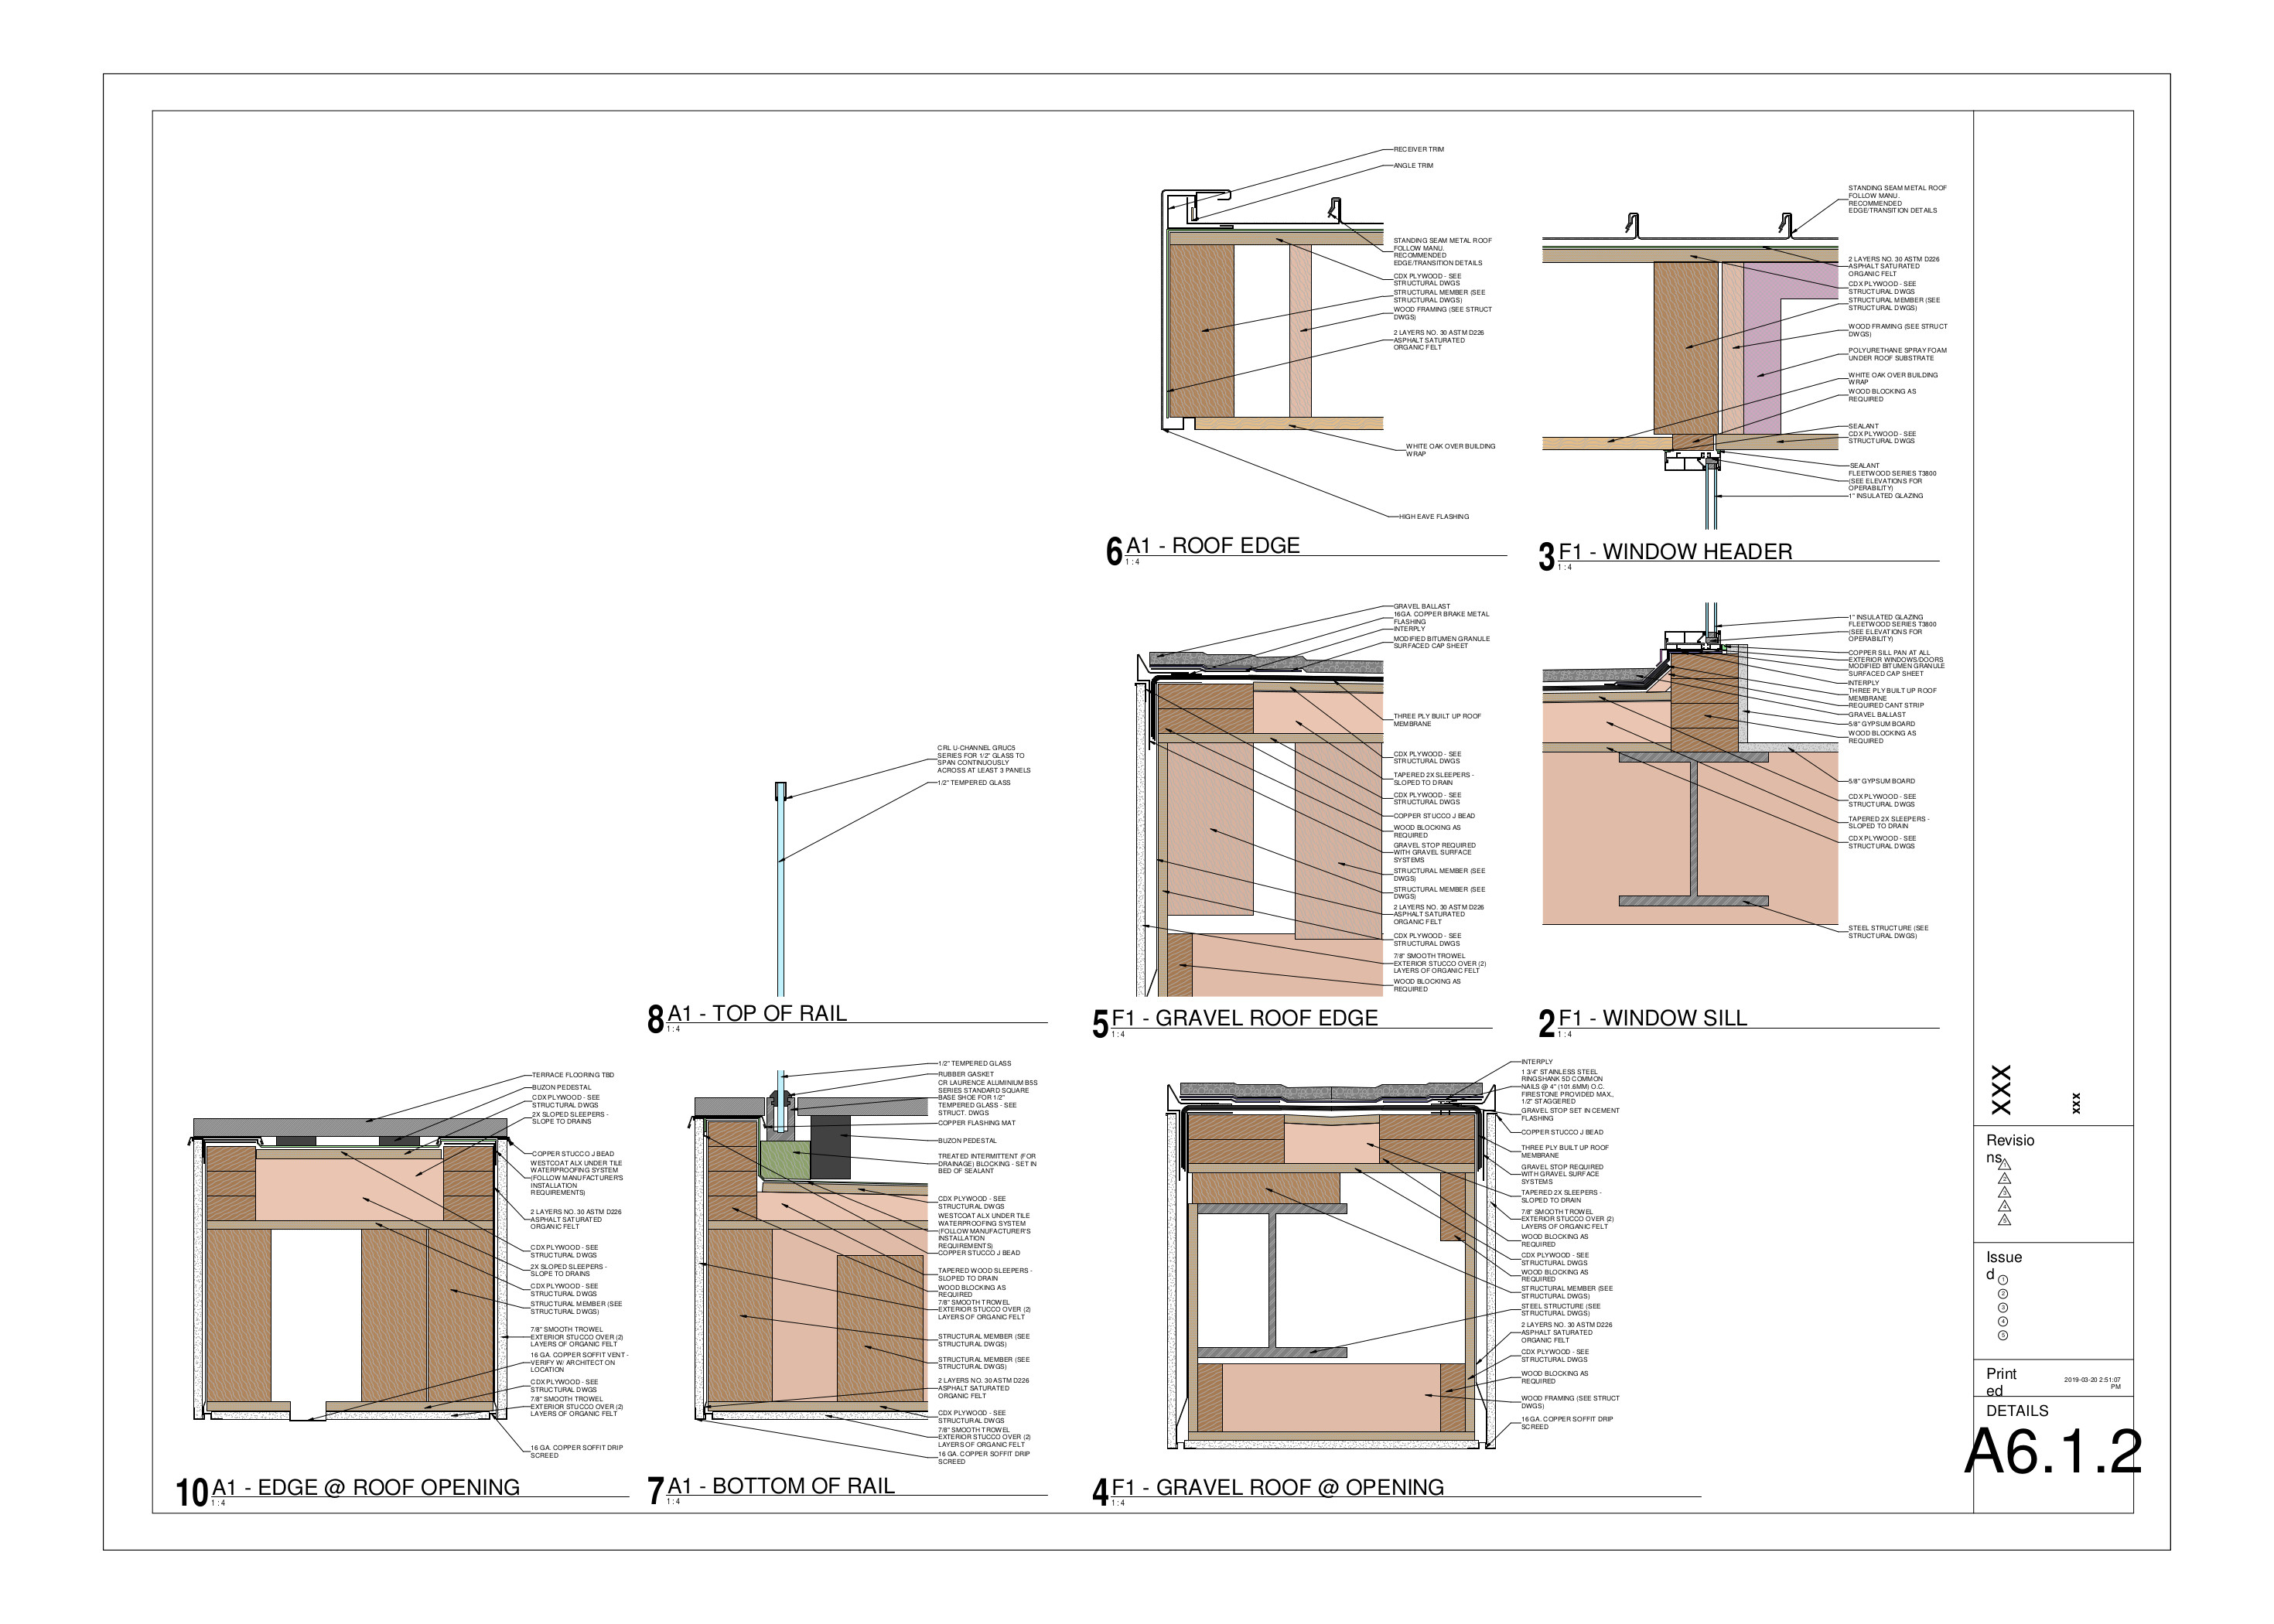 RECEIVER TRIM
ANGLE TRIM
STANDING SEAM METAL ROOF
FOLLOW MANU.
RECOMMENDED
EDGE/TRANSITION DETAILS
CDX PLYWOOD - SEE
STRUCTURAL DWGS
STRUCTURAL MEMBER (SEE
STRUCTURAL DWGS)
WOOD FRAMING (SEE STRUCT
DWGS)
2 LAYERS NO. 30 ASTM D226
ASPHALT SATURATED
ORGANIC FELT
WHITE OAK OVER BUILDING
WRAP
HIGH EAVE FLASHING
6 A1 - ROOF EDGE
1 : 4
STANDING SEAM METAL ROOF
FOLLOW MANU.
RECOMMENDED
EDGE/TRANSITION DETAILS
2 LAYERS NO. 30 ASTM D226
ASPHALT SATURATED
ORGANIC FELT
CDX PLYWOOD - SEE
STRUCTURAL DWGS
STRUCTURAL MEMBER (SEE
STRUCTURAL DWGS)
WOOD FRAMING (SEE STRUCT
DWGS)
POLYURETHANE SPRAY FOAM
UNDER ROOF SUBSTRATE
WHITE OAK OVER BUILDING
WRAP
WOOD BLOCKING AS
REQUIRED
SEALANT
CDX PLYWOOD - SEE
STRUCTURAL DWGS
SEALANT
FLEETWOOD SERIES T3800
(SEE ELEVATIONS FOR
OPERABILITY)
1" INSULATED GLAZING
3 F1 - WINDOW HEADER
1 : 4
CRL U-CHANNEL GRUC5
SERIES FOR 1/2" GLASS TO
SPAN CONTINUOUSLY
ACROSS AT LEAST 3 PANELS
1/2" TEMPERED GLASS
8 A1 - TOP OF RAIL
1 : 4
GRAVEL BALLAST
16GA. COPPER BRAKE METAL
FLASHING
INTERPLY
MODIFIED BITUMEN GRANULE
SURFACED CAP SHEET
THREE PLY BUILT UP ROOF
MEMBRANE
CDX PLYWOOD - SEE
STRUCTURAL DWGS
TAPERED 2X SLEEPERS -
SLOPED TO DRAIN
CDX PLYWOOD - SEE
STRUCTURAL DWGS
COPPER STUCCO J BEAD
WOOD BLOCKING AS
REQUIRED
GRAVEL STOP REQUIRED
WITH GRAVEL SURFACE
SYSTEMS
STRUCTURAL MEMBER (SEE
DWGS)
STRUCTURAL MEMBER (SEE
DWGS)
2 LAYERS NO. 30 ASTM D226
ASPHALT SATURATED
ORGANIC FELT
CDX PLYWOOD - SEE
STRUCTURAL DWGS
7/8" SMOOTH TROWEL
EXTERIOR STUCCO OVER (2)
LAYERS OF ORGANIC FELT
WOOD BLOCKING AS
REQUIRED
5 F1 - GRAVEL ROOF EDGE
1 : 4
1" INSULATED GLAZING
FLEETWOOD SERIES T3800
(SEE ELEVATIONS FOR
OPERABILITY)
COPPER SILL PAN AT ALL
EXTERIOR WINDOWS/DOORS
MODIFIED BITUMEN GRANULE
SURFACED CAP SHEET
INTERPLY
THREE PLY BUILT UP ROOF
MEMBRANE
REQUIRED CANT STRIP
GRAVEL BALLAST
5/8" GYPSUM BOARD
WOOD BLOCKING AS
REQUIRED
5/8" GYPSUM BOARD
CDX PLYWOOD - SEE
STRUCTURAL DWGS
TAPERED 2X SLEEPERS -
SLOPED TO DRAIN
CDX PLYWOOD - SEE
STRUCTURAL DWGS
STEEL STRUCTURE (SEE
STRUCTURAL DWGS)
2 F1 - WINDOW SILL
1 : 4
TERRACE FLOORING TBD
BUZON PEDESTAL
CDX PLYWOOD - SEE
STRUCTURAL DWGS
2X SLOPED SLEEPERS -
SLOPE TO DRAINS
COPPER STUCCO J BEAD
WESTCOAT ALX UNDER TILE
WATERPROOFING SYSTEM
(FOLLOW MANUFACTURER'S
INSTALLATION
REQUIREMENTS)
2 LAYERS NO. 30 ASTM D226
ASPHALT SATURATED
ORGANIC FELT
CDX PLYWOOD - SEE
STRUCTURAL DWGS
2X SLOPED SLEEPERS -
SLOPE TO DRAINS
CDX PLYWOOD - SEE
STRUCTURAL DWGS
STRUCTURAL MEMBER (SEE
STRUCTURAL DWGS)
7/8" SMOOTH TROWEL
EXTERIOR STUCCO OVER (2)
LAYERS OF ORGANIC FELT
16 GA. COPPER SOFFIT VENT -
VERIFY W/ ARCHITECT ON
LOCATION
CDX PLYWOOD - SEE
STRUCTURAL DWGS
7/8" SMOOTH TROWEL
EXTERIOR STUCCO OVER (2)
LAYERS OF ORGANIC FELT
16 GA. COPPER SOFFIT DRIP
SCREED
10 A1 - EDGE @ ROOF OPENING
1 : 4
1/2" TEMPERED GLASS
RUBBER GASKET
CR LAURENCE ALUMINIUM B5S
SERIES STANDARD SQUARE
BASE SHOE FOR 1/2"
TEMPERED GLASS - SEE
STRUCT. DWGS
COPPER FLASHING MAT
BUZON PEDESTAL
TREATED INTERMITTENT (FOR
DRAINAGE) BLOCKING - SET IN
BED OF SEALANT
CDX PLYWOOD - SEE
STRUCTURAL DWGS
WESTCOAT ALX UNDER TILE
WATERPROOFING SYSTEM
(FOLLOW MANUFACTURER'S
INSTALLATION
REQUIREMENTS)
COPPER STUCCO J BEAD
TAPERED WOOD SLEEPERS -
SLOPED TO DRAIN
WOOD BLOCKING AS
REQUIRED
7/8" SMOOTH TROWEL
EXTERIOR STUCCO OVER (2)
LAYERS OF ORGANIC FELT
STRUCTURAL MEMBER (SEE
STRUCTURAL DWGS)
STRUCTURAL MEMBER (SEE
STRUCTURAL DWGS)
2 LAYERS NO. 30 ASTM D226
ASPHALT SATURATED
ORGANIC FELT
CDX PLYWOOD - SEE
STRUCTURAL DWGS
7/8" SMOOTH TROWEL
EXTERIOR STUCCO OVER (2)
LAYERS OF ORGANIC FELT
16 GA. COPPER SOFFIT DRIP
SCREED
7 A1 - BOTTOM OF RAIL
1 : 4
INTERPLY
1 3/4" STAINLESS STEEL
RINGSHANK 5D COMMON
NAILS @ 4" (101.6MM) O.C.
FIRESTONE PROVIDED MAX.,
1/2" STAGGERED
GRAVEL STOP SET IN CEMENT
FLASHING
COPPER STUCCO J BEAD
THREE PLY BUILT UP ROOF
MEMBRANE
GRAVEL STOP REQUIRED
WITH GRAVEL SURFACE
SYSTEMS
TAPERED 2X SLEEPERS -
SLOPED TO DRAIN
7/8" SMOOTH TROWEL
EXTERIOR STUCCO OVER (2)
LAYERS OF ORGANIC FELT
WOOD BLOCKING AS
REQUIRED
CDX PLYWOOD - SEE
STRUCTURAL DWGS
WOOD BLOCKING AS
REQUIRED
STRUCTURAL MEMBER (SEE
STRUCTURAL DWGS)
STEEL STRUCTURE (SEE
STRUCTURAL DWGS)
2 LAYERS NO. 30 ASTM D226
ASPHALT SATURATED
ORGANIC FELT
CDX PLYWOOD - SEE
STRUCTURAL DWGS
WOOD BLOCKING AS
REQUIRED
WOOD FRAMING (SEE STRUCT
DWGS)
16 GA. COPPER SOFFIT DRIP
SCREED
4 F1 - GRAVEL ROOF @ OPENING
1 : 4
XXX
XXX
Revisio
ns
1
2
3
4
5
Issue
d
1
2
3
4
5
Print
ed
2019-03-20 2:51:07
PM
DETAILS
A6.1.2